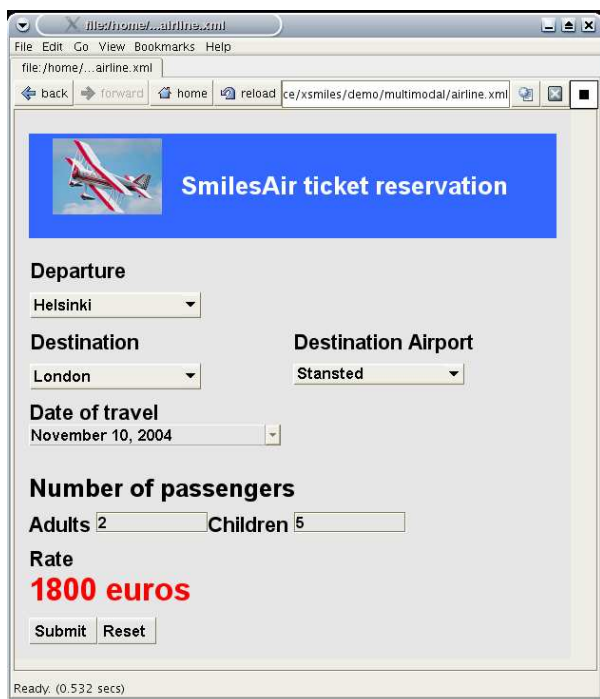 file:/home/...airline.xml
File Edit Go View Bookmarks Help
file:/home/...airline.xml
back forward home reload ce/xsmiles/demo/multimodal/airline.xml
SmilesAir ticket reservation
Departure
Helsinki
Destination Destination Airport
London Stansted
Date of travel
November 10, 2004
Number of passengers
Adults 2 Children 5
Rate
1800 euros
Submit Reset
Ready. (0.532 secs)